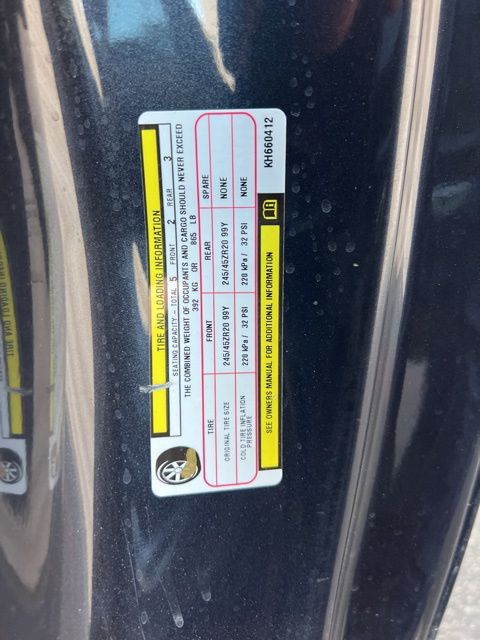 TIRE AND LOADING INFORMATION
SEATING CAPACITY - TOTAL 5 FRONT 2 REAR 3
THE COMBINED WEIGHT OF OCCUPANTS AND CARGO SHOULD NEVER EXCEED
392 KG OR 865 LB
TIRE FRONT REAR SPARE
ORIGINAL TIRE SIZE 245/45ZR20 99Y 245/45ZR20 99Y NONE
COLD TIRE INFLATION PRESSURE 220 kPa / 32 PSI 220 kPa / 32 PSI NONE
SEE OWNERS MANUAL FOR ADDITIONAL INFORMATION
KH660412